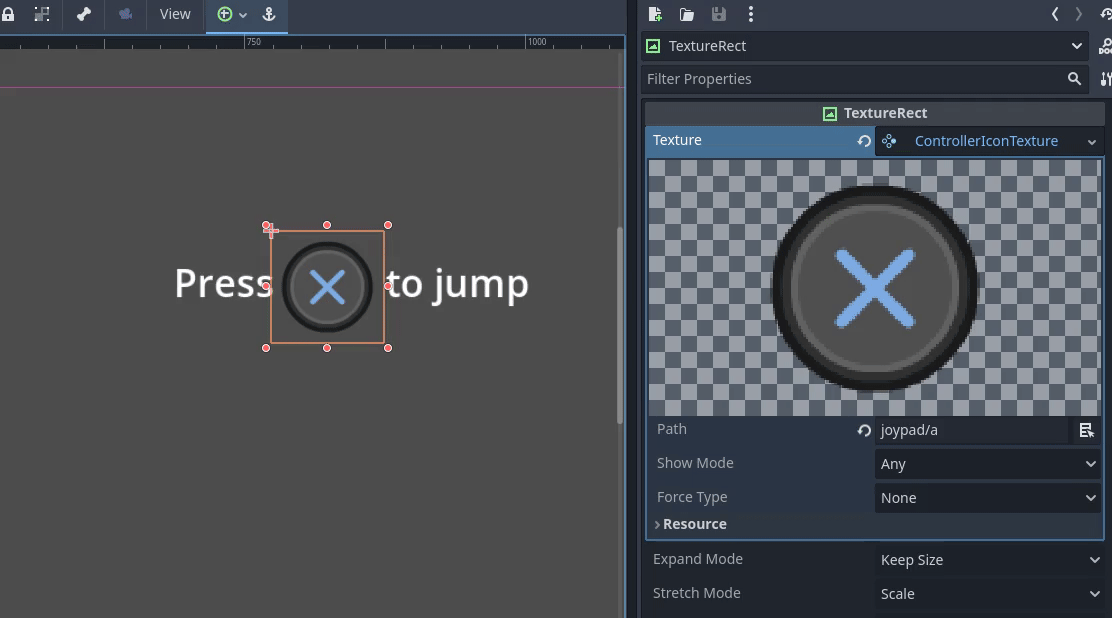 View
750
1000
Press
to jump
TextureRect
DOC
Filter Properties
TextureRect
Texture
ControllerIconTexture
Path
joypad/a
Show Mode
Any
Force Type
None
Resource
Expand Mode
Keep Size
Stretch Mode
Scale